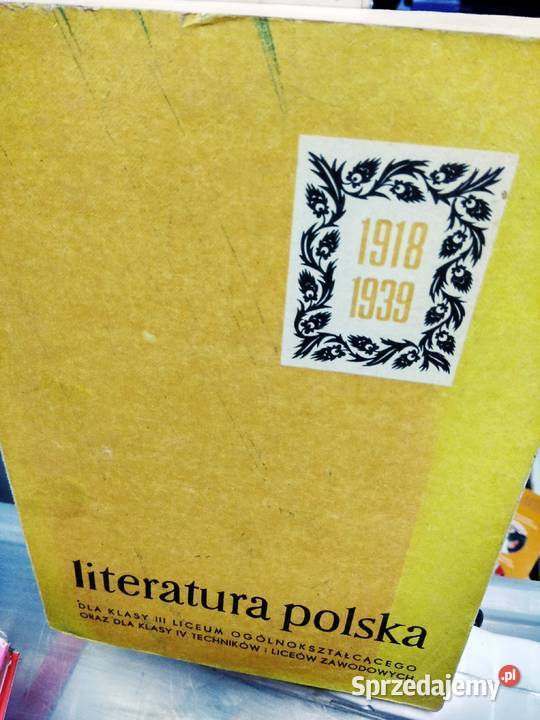 1918
1939
literatura polska
DLA KLASY III LICEUM OGÓLNOKSZTAŁCĄCEGO
ORAZ DLA KLASY IV TECHNIKÓW i LICEÓW ZAWODOWYCH
Sprzedajemy.pl